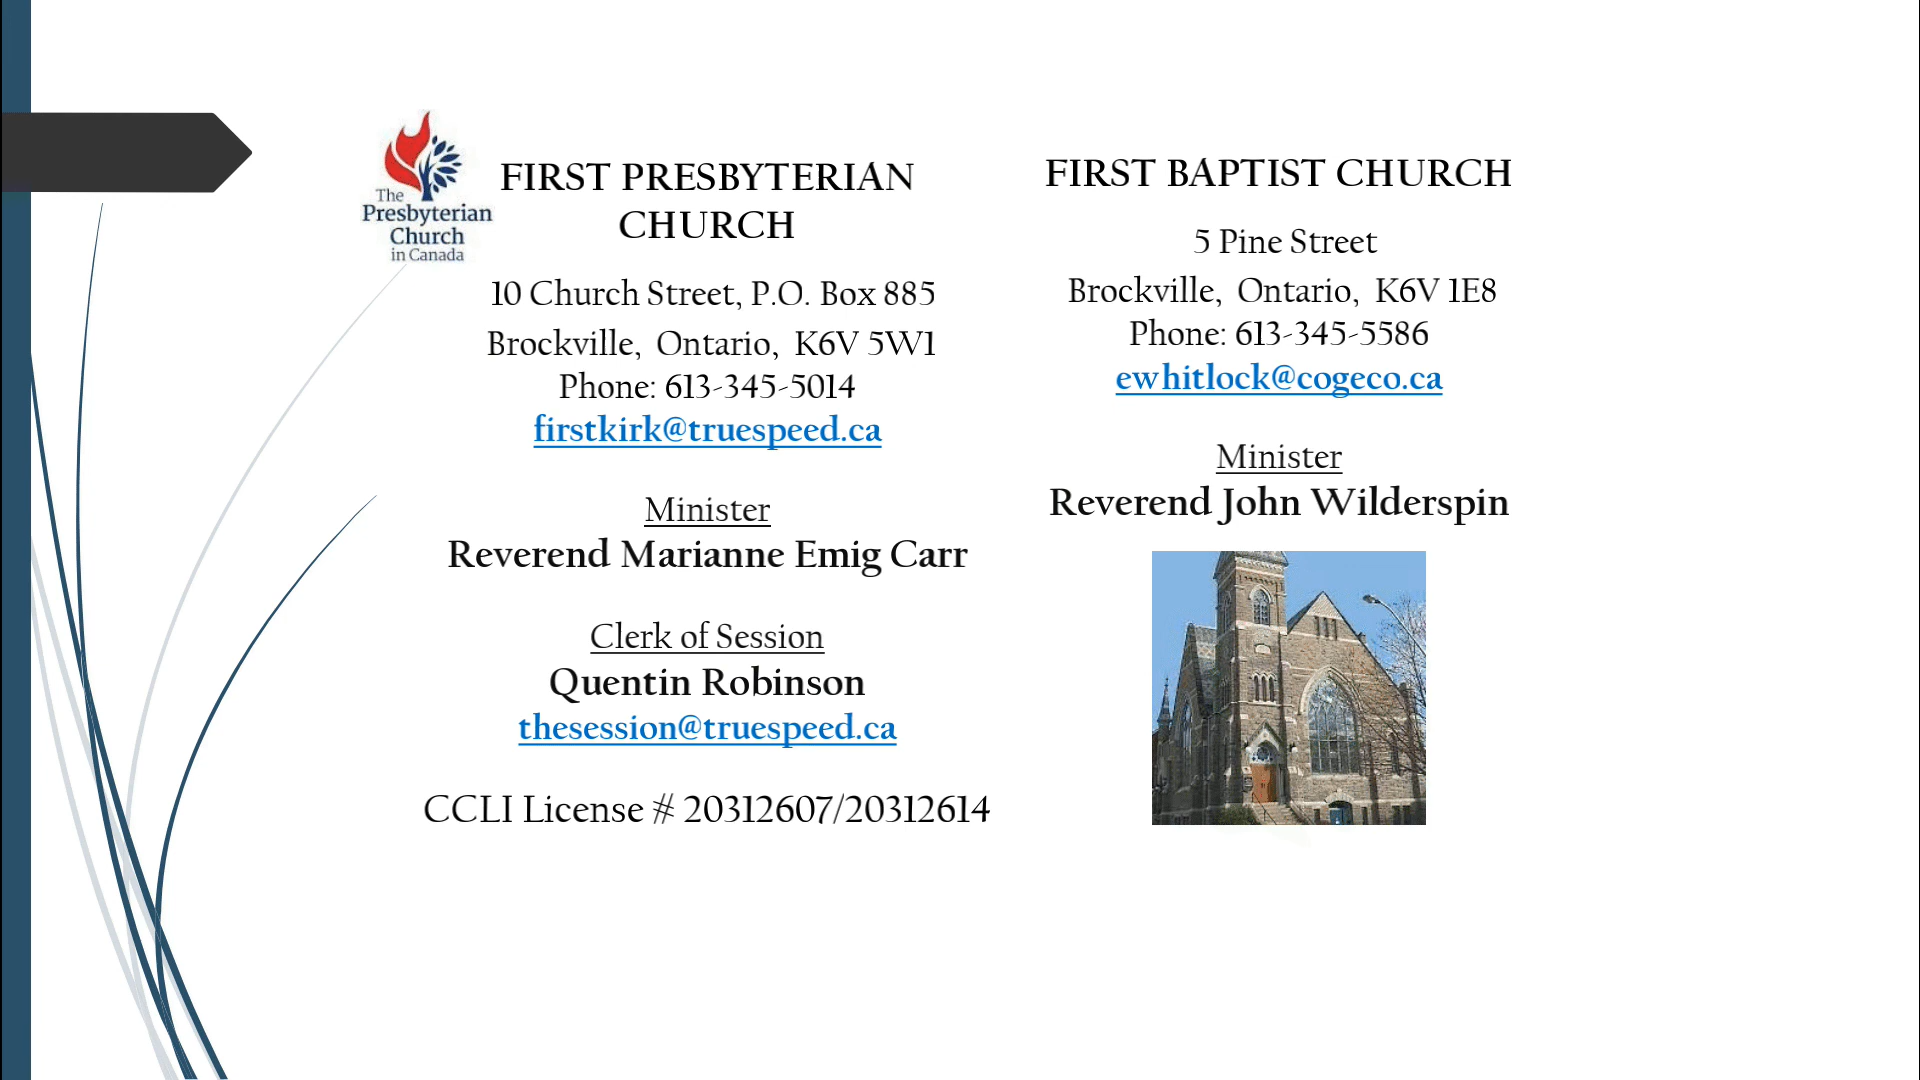 The
Presbyterian
Church
in Canada
FIRST PRESBYTERIAN
CHURCH
10 Church Street, P.O. Box 885
Brockville, Ontario, K6V 5W1
Phone: 613-345-5014
firstkirk@truespeed.ca
Minister
Reverend Marianne Emig Carr
Clerk of Session
Quentin Robinson
thesession@truespeed.ca
CCLI License # 20312607/20312614
FIRST BAPTIST CHURCH
5 Pine Street
Brockville, Ontario, K6V 1E8
Phone: 613-345-5586
ewhitlock@cogeco.ca
Minister
Reverend John Wilderspin